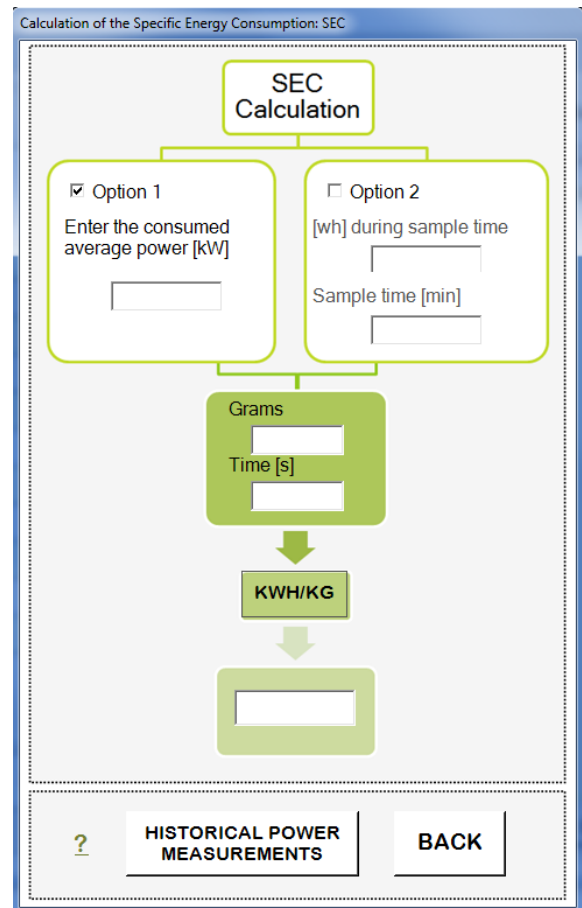 Calculation of the Specific Energy Consumption: SEC
SEC
Calculation
Option 1
Enter the consumed
average power [kW]
Option 2
[wh] during sample time
Sample time [min]
Grams
Time [s]
KWH/KG
?
HISTORICAL POWER
MEASUREMENTS
BACK